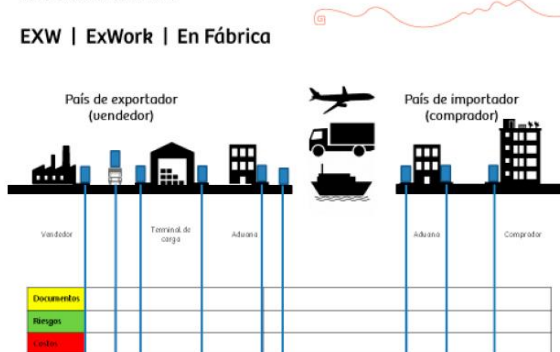 EXW | ExWork | En Fábrica
País de exportador
(vendedor)
País de importador
(comprador)
Vendedor
Terminal de
carga
Aduana
Aduana
Comprador
Documentos
Riesgos
Costos